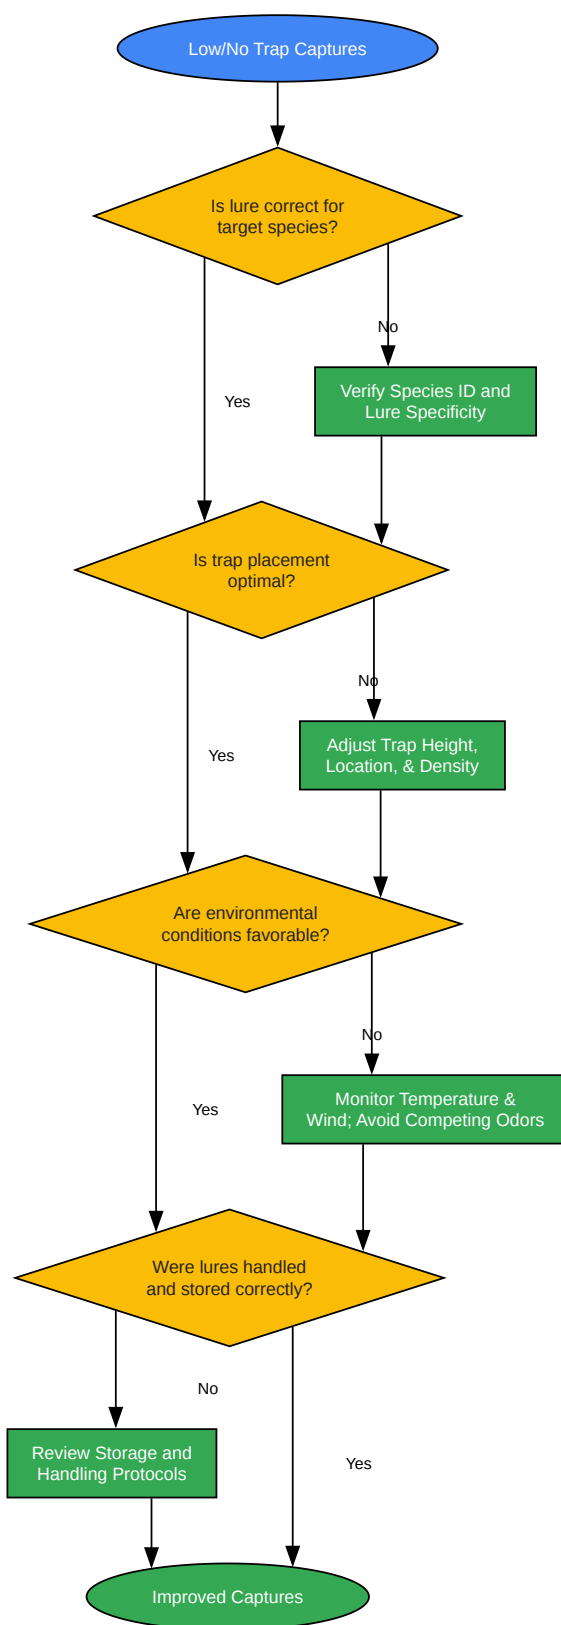 Low/No Trap Captures
Is lure correct for
target species?
No
Verify Species ID and
Lure Specificity
Yes
Is trap placement
optimal?
No
Adjust Trap Height,
Location, & Density
Yes
Are environmental
conditions favorable?
No
Monitor Temperature &
Wind; Avoid Competing Odors
Yes
Were lures handled
and stored correctly?
No
Review Storage and
Handling Protocols
Yes
Improved Captures